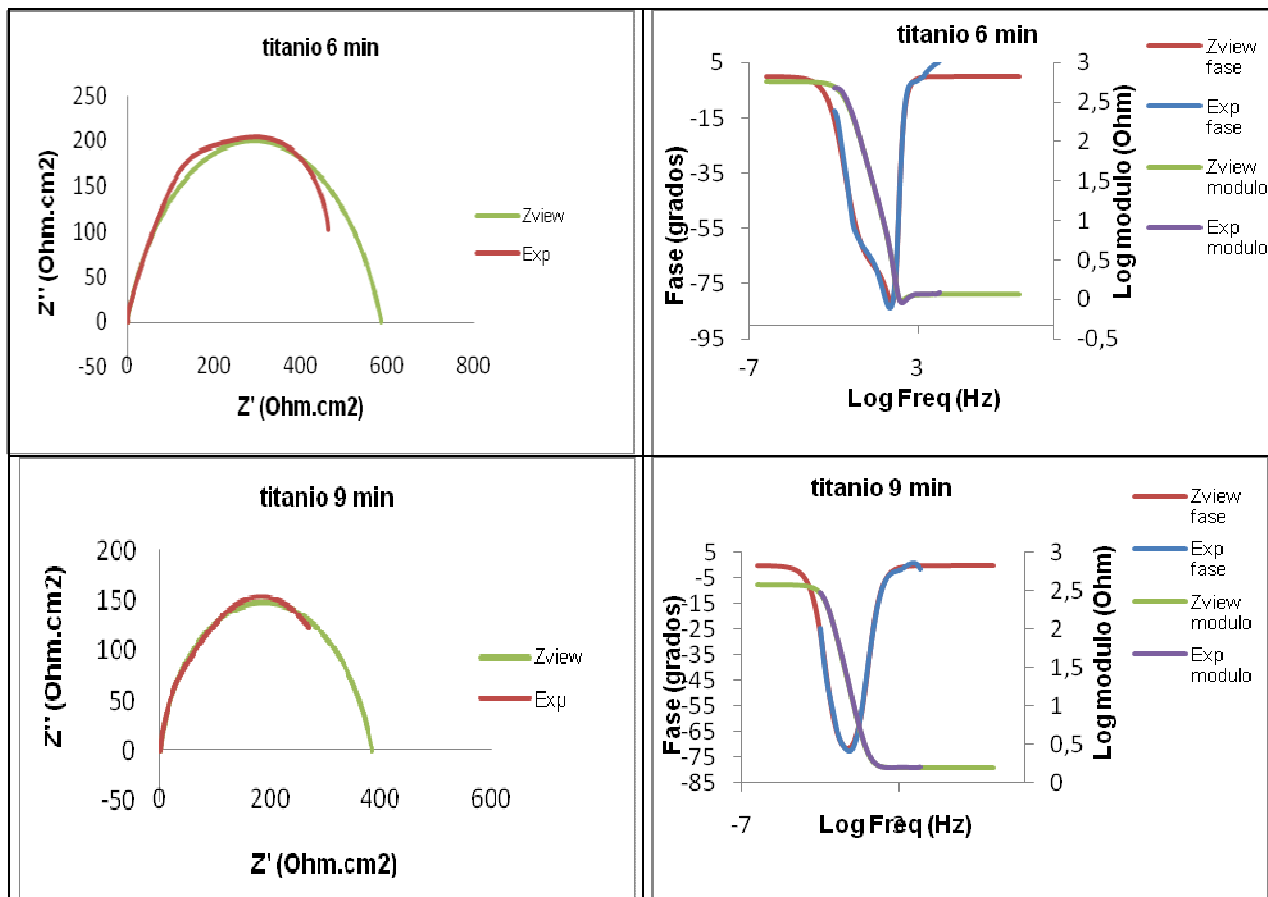 titanio 6 min
250
200
150
100
50
0
-50
0 200 400 600 800
Z'' (Ohm.cm2)
Z' (Ohm.cm2)
Zview
Exp
titanio 6 min
5
-15
-35
-55
-75
-95
-7
3
3
2,5
2
1,5
1
0,5
0
-0,5
Fase (grados)
Log modulo (Ohm)
Log Freq (Hz)
Zview
fase
Exp
fase
Zview
modulo
Exp
modulo
titanio 9 min
200
150
100
50
0
-50
0 200 400 600
Z'' (Ohm.cm2)
Z' (Ohm.cm2)
Zview
Exp
titanio 9 min
5
-5
-15
-25
-35
-45
-55
-65
-75
-85
-7
3
3
2,5
2
1,5
1
0,5
0
Fase (grados)
Log modulo (Ohm)
Log Freq (Hz)
Zview
fase
Exp
fase
Zview
modulo
Exp
modulo